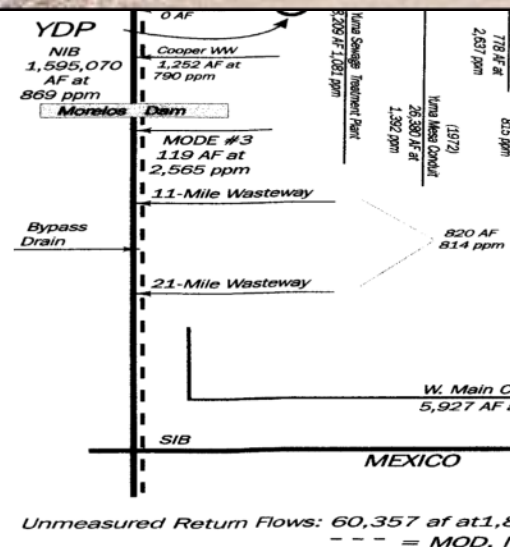 YDP
0 AF
NIB
1,595,070
AF at
869 ppm
Cooper WW
1,252 AF at
790 ppm
Morelos Dam
MODE #3
119 AF at
2,565 ppm
11-Mile Wasteway
Bypass
Drain
21-Mile Wasteway
Yuma Sewage Treatment Plant
1,081 ppm
(1972)
Yuma Mesa Conduit
26,380 AF at
1,392 ppm
778 AF at
2,637 ppm
815 ppm
820 AF
814 ppm
W. Main
5,927 AF
SIB
MEXICO
Unmeasured Return Flows: 60,357 af at
= MOD.